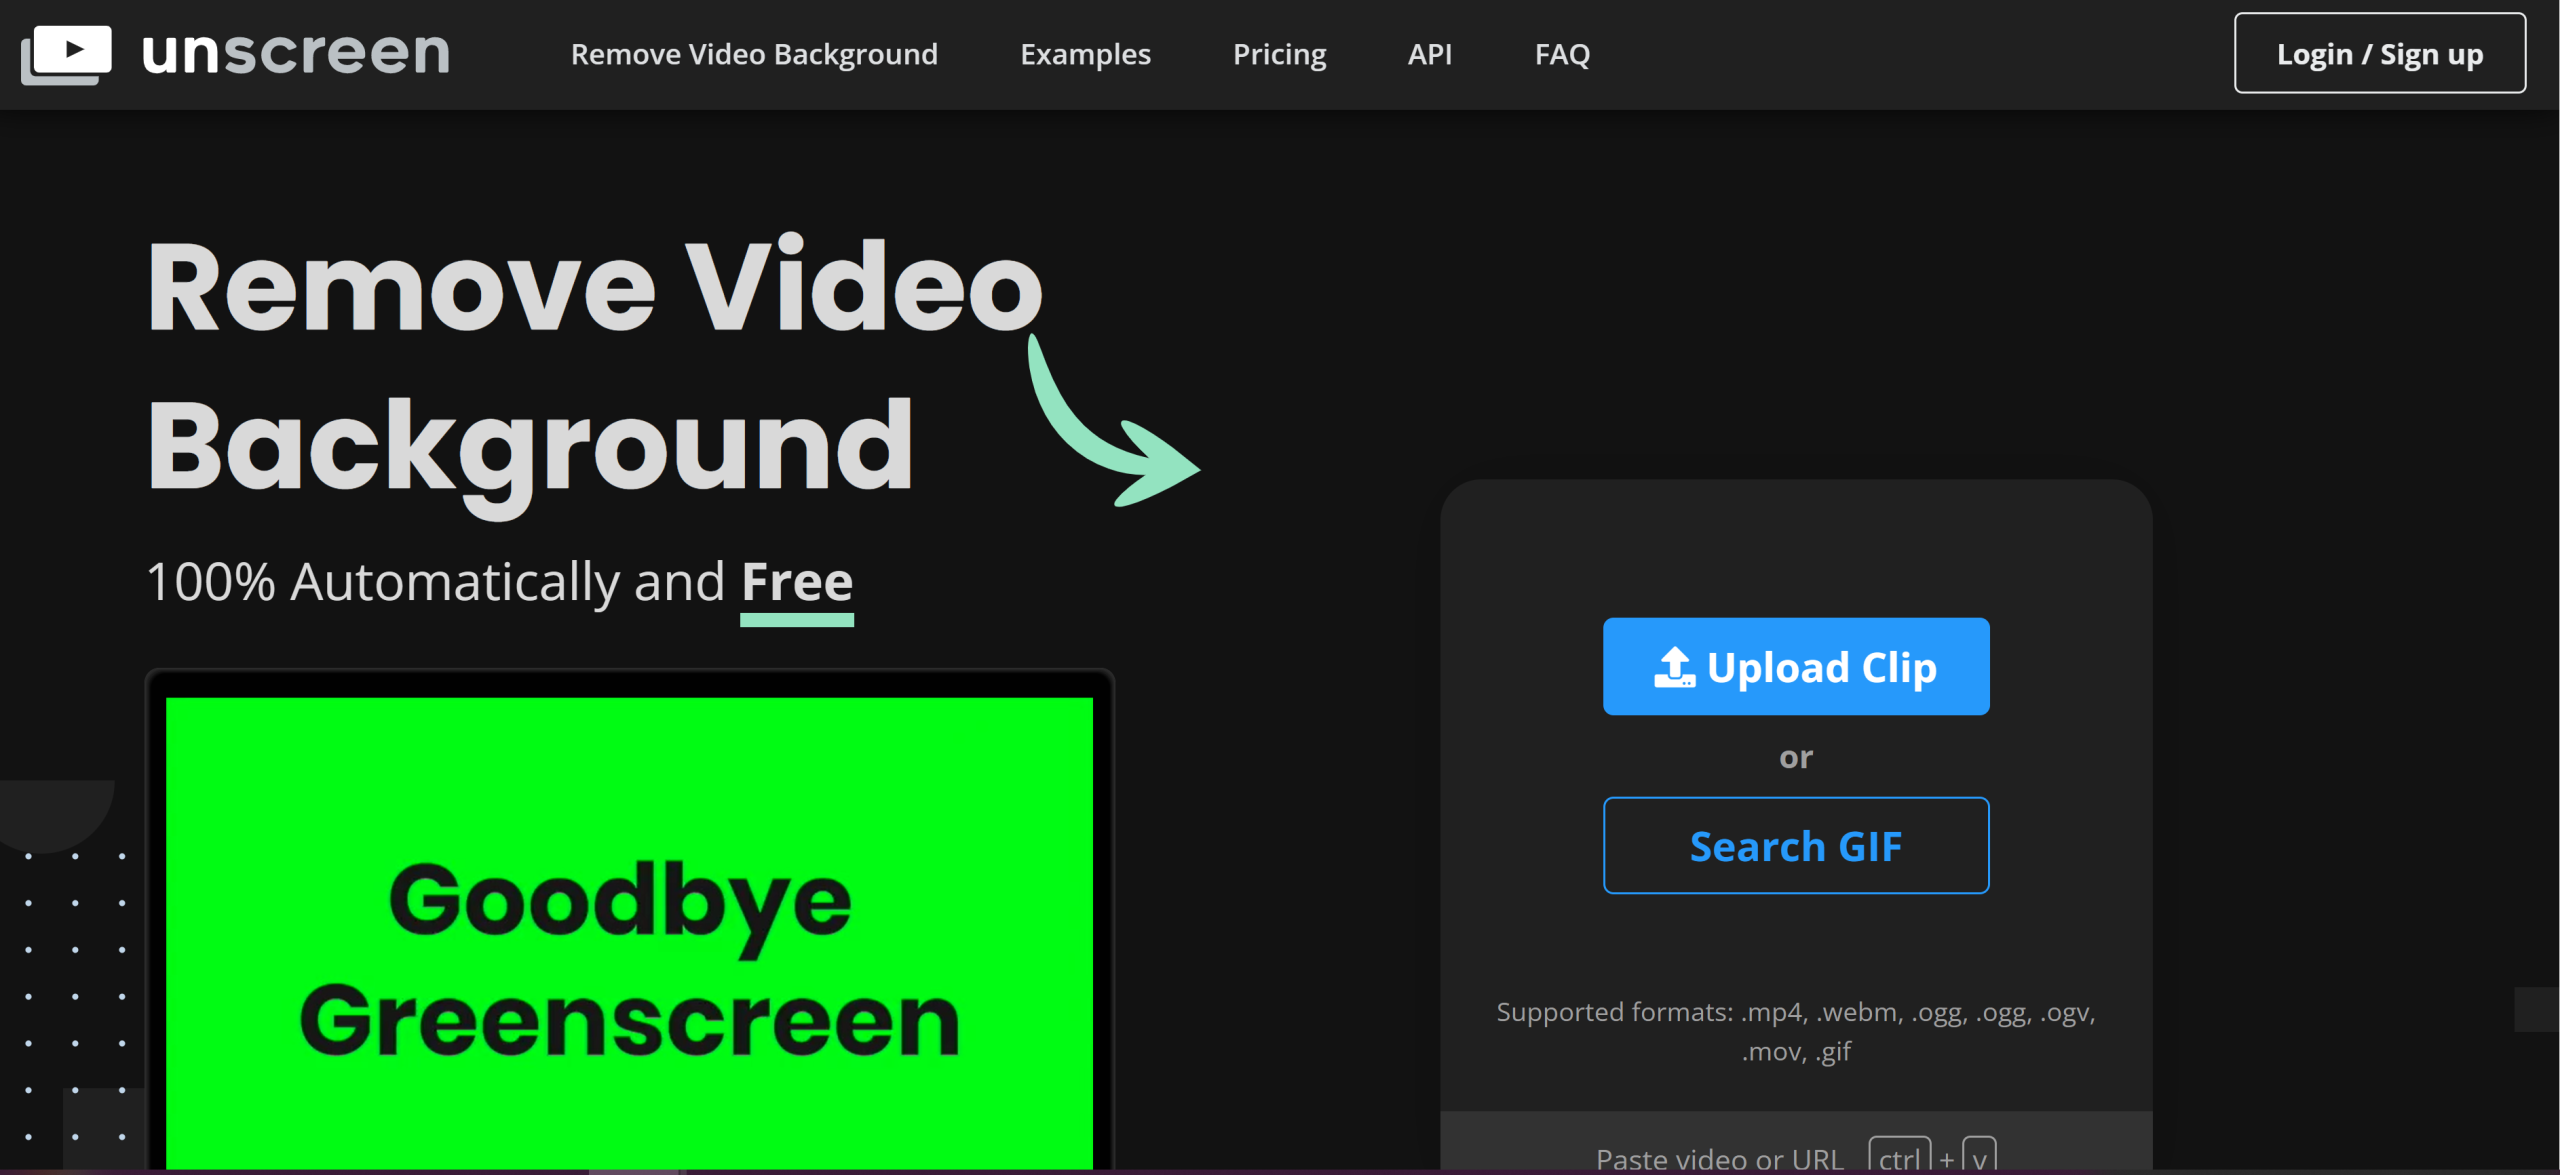 unscreen
Remove Video Background
Examples
Pricing
API
FAQ
Login / Sign up
Remove Video
Background
100% Automatically and Free
Goodbye
Greenscreen
Upload Clip
or
Search GIF
Supported formats: .mp4, .webm, .ogg, .ogg, .ogv,
.mov, .gif
Paste video or URL ctrl + v